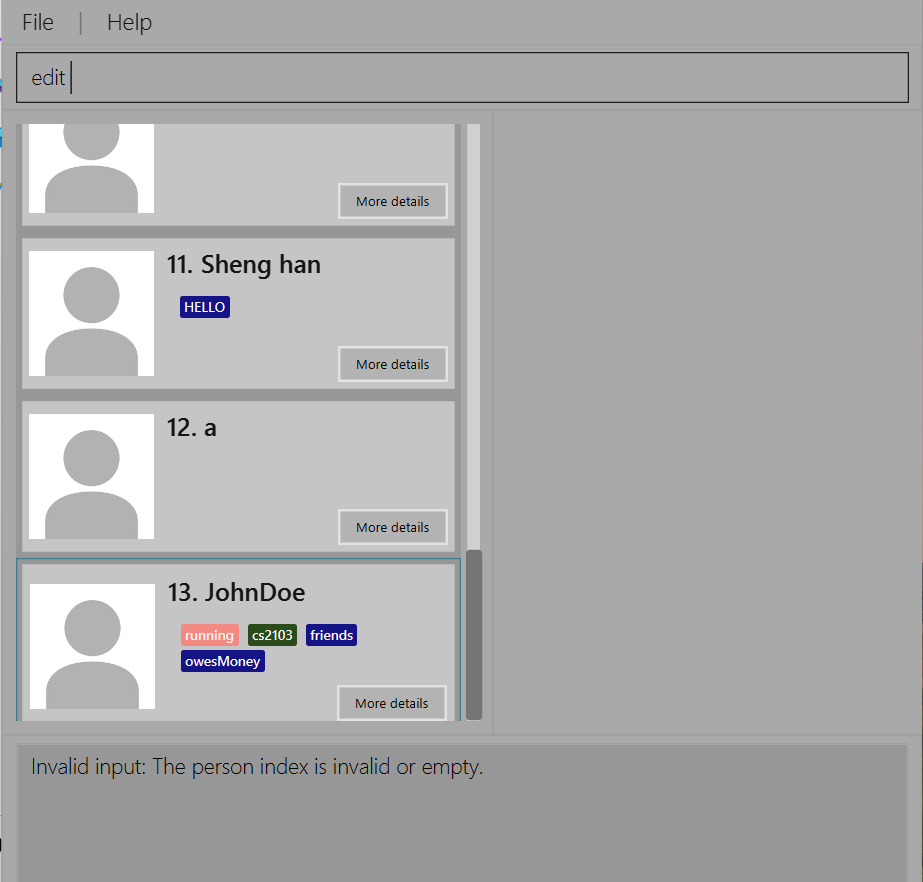 File | Help
edit
More details
11. Sheng han
HELLO
More details
12. a
More details
13. JohnDoe
running cs2103 friends
owesMoney
More details
Invalid input: The person index is invalid or empty.